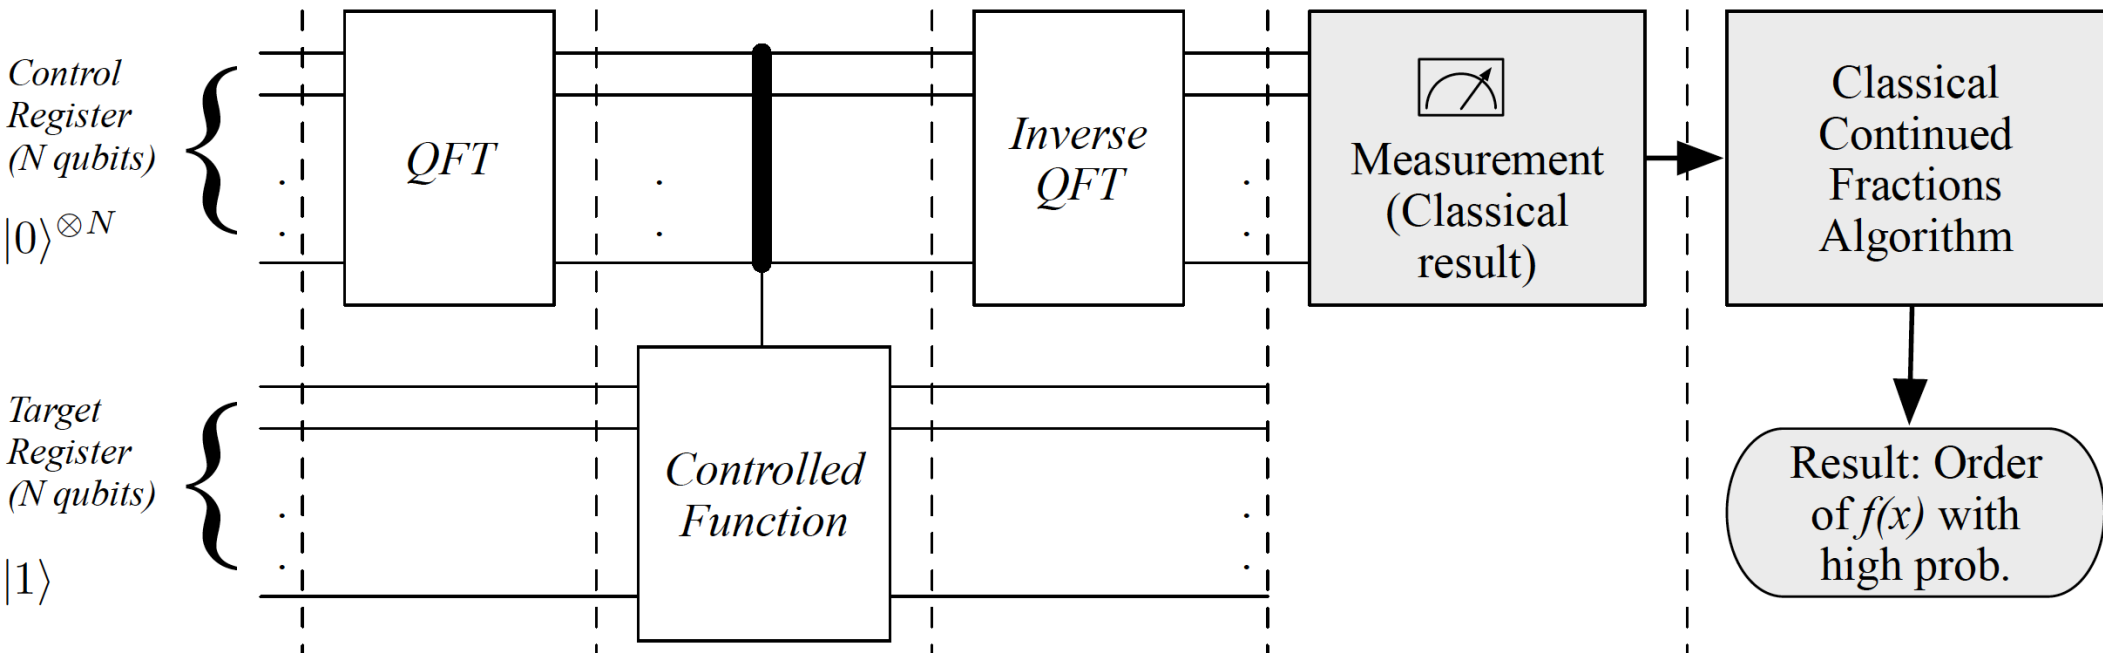 Control
Register
(N qubits)
|0⟩⊗N
QFT
Inverse
QFT
Measurement
(Classical
result)
Classical
Continued
Fractions
Algorithm
Target
Register
(N qubits)
|1⟩
Controlled
Function
Result: Order
of f(x) with
high prob.